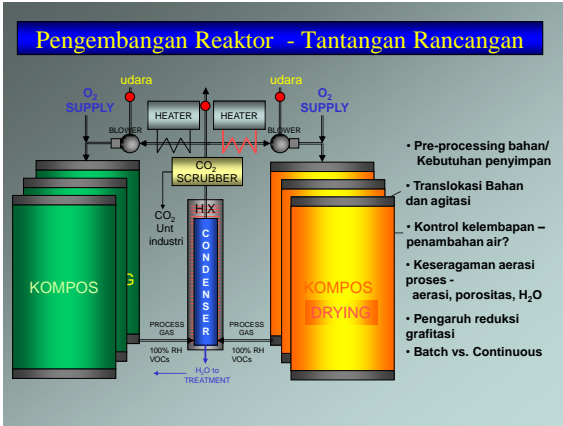 Pengembangan Reaktor - Tantangan Rancangan
udara
udara
O2
SUPPLY
O2
SUPPLY
HEATER
HEATER
BLOWER
BLOWER
CO2
SCRUBBER
HX
CO2
Unt
industri
CONDENSER
KOMPOS
G
KOMPOS
DRYING
PROCESS
GAS
PROCESS
GAS
100% RH
VOCs
100% RH
VOCs
H2O to
TREATMENT
• Pre-processing bahan/
Kebutuhan penyimpan
• Translokasi Bahan
dan agitasi
• Kontrol kelembapan –
penambahan air?
• Keseragaman aerasi
proses -
aerasi, porositas, H2O
• Pengaruh reduksi
grafitasi
• Batch vs. Continuous